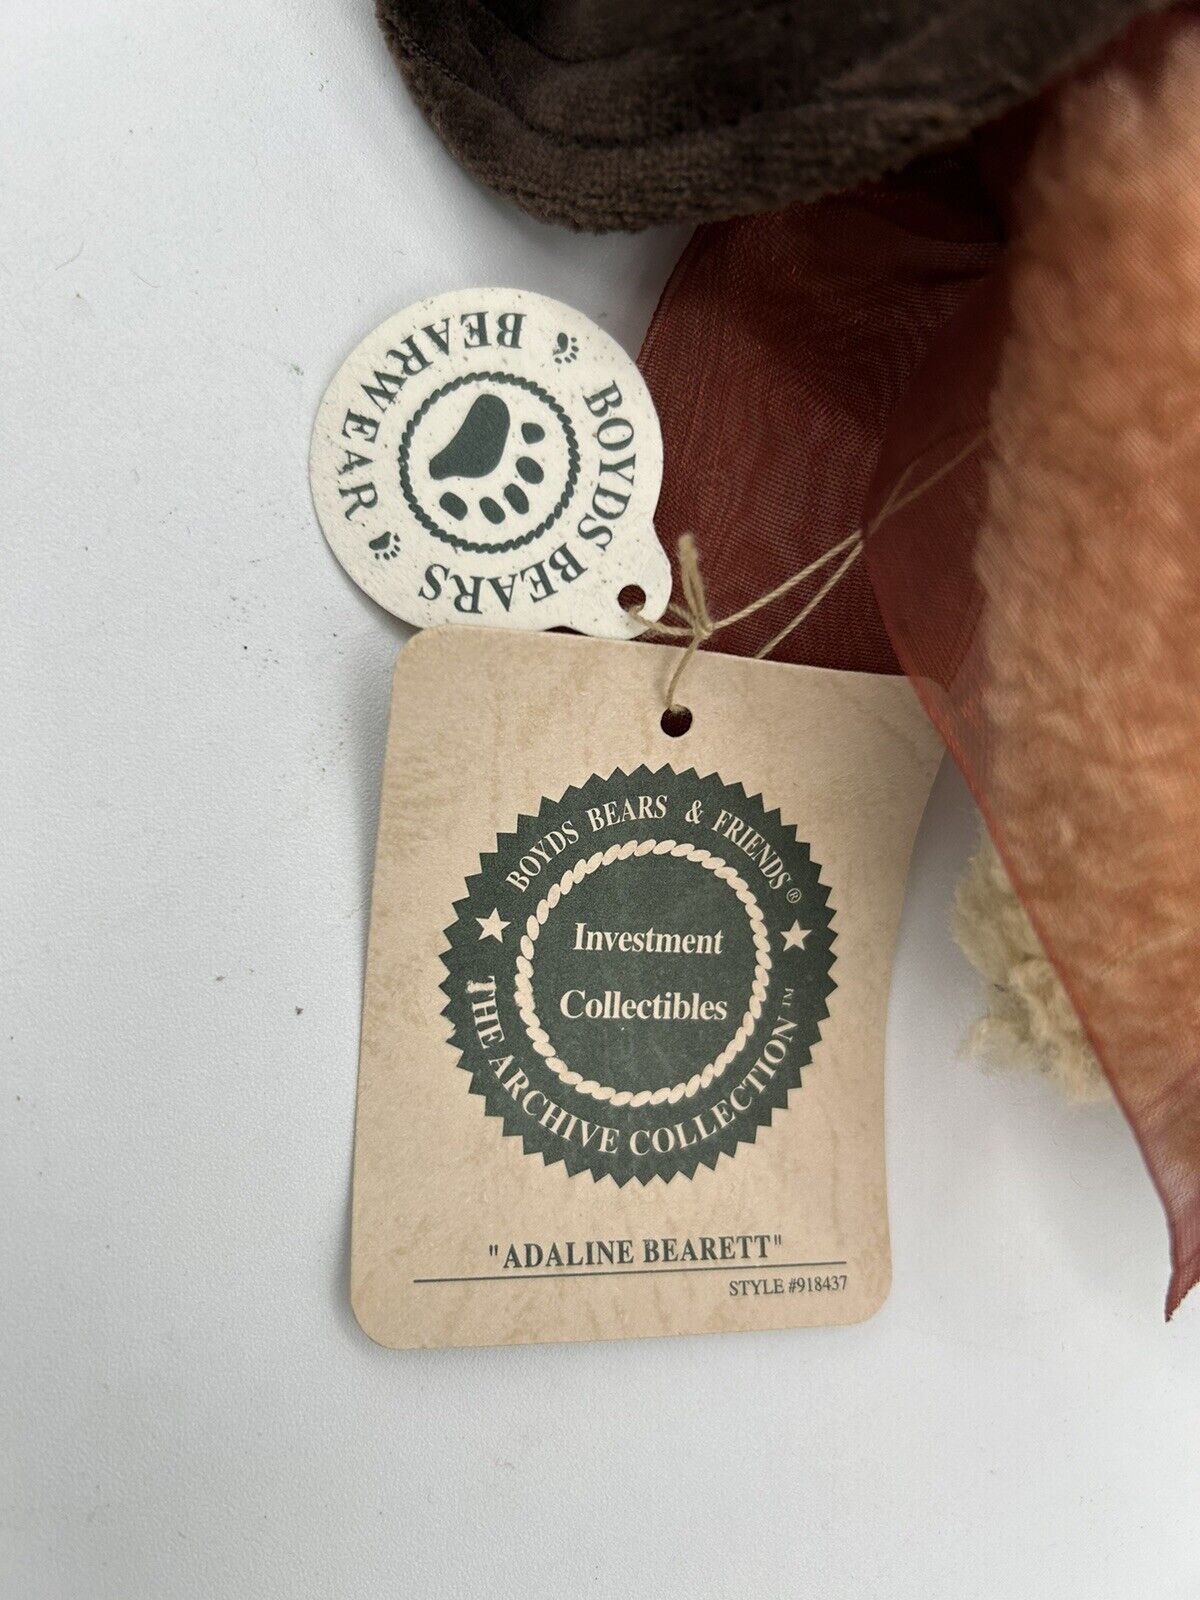 BOYDS BEARS
BEARWEAR
BOYDS BEARS & FRIENDS®
Investment
Collectibles
THE ARCHIVE COLLECTION™
"ADALINE BEARETT"
STYLE #918437